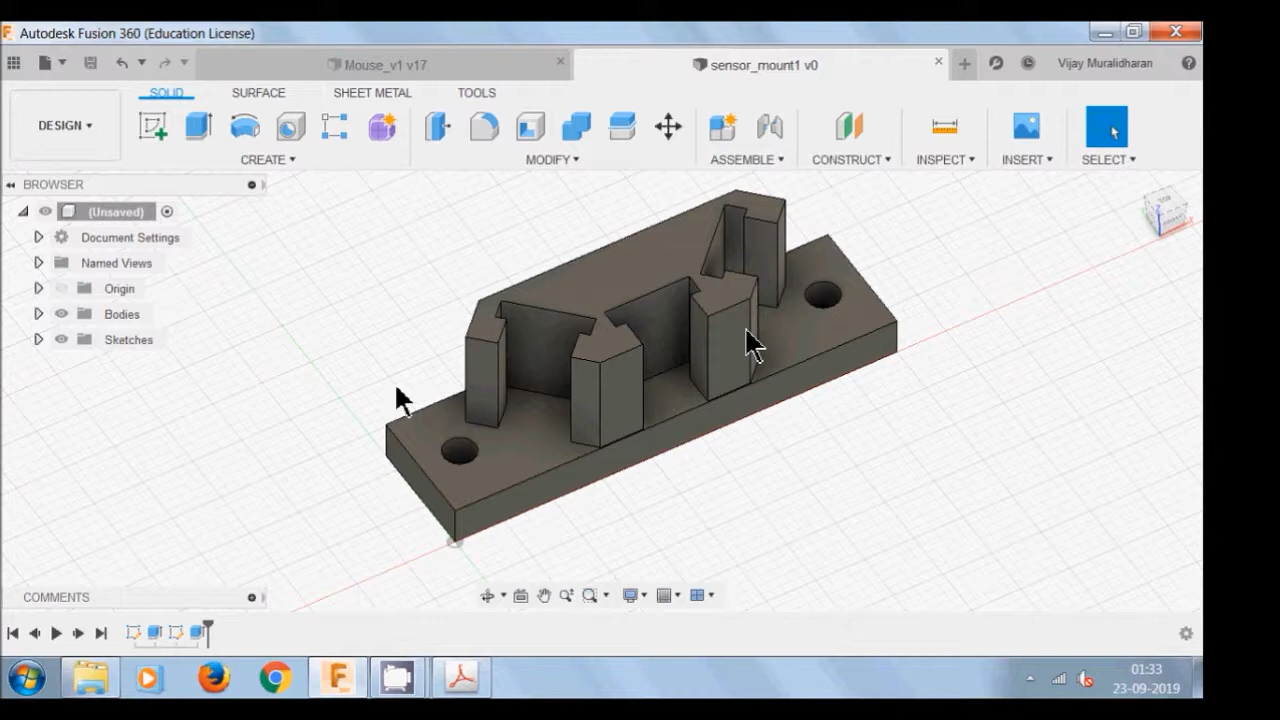 Autodesk Fusion 360 (Education License)
Mouse_v1 v17
sensor_mount1 v0
Vijay Muralidharan
SOLID
SURFACE
SHEET METAL
TOOLS
DESIGN
CREATE
MODIFY
ASSEMBLE
CONSTRUCT
INSPECT
INSERT
SELECT
BROWSER
(Unsaved)
Document Settings
Named Views
Origin
Bodies
Sketches
COMMENTS
01:33
23-09-2019